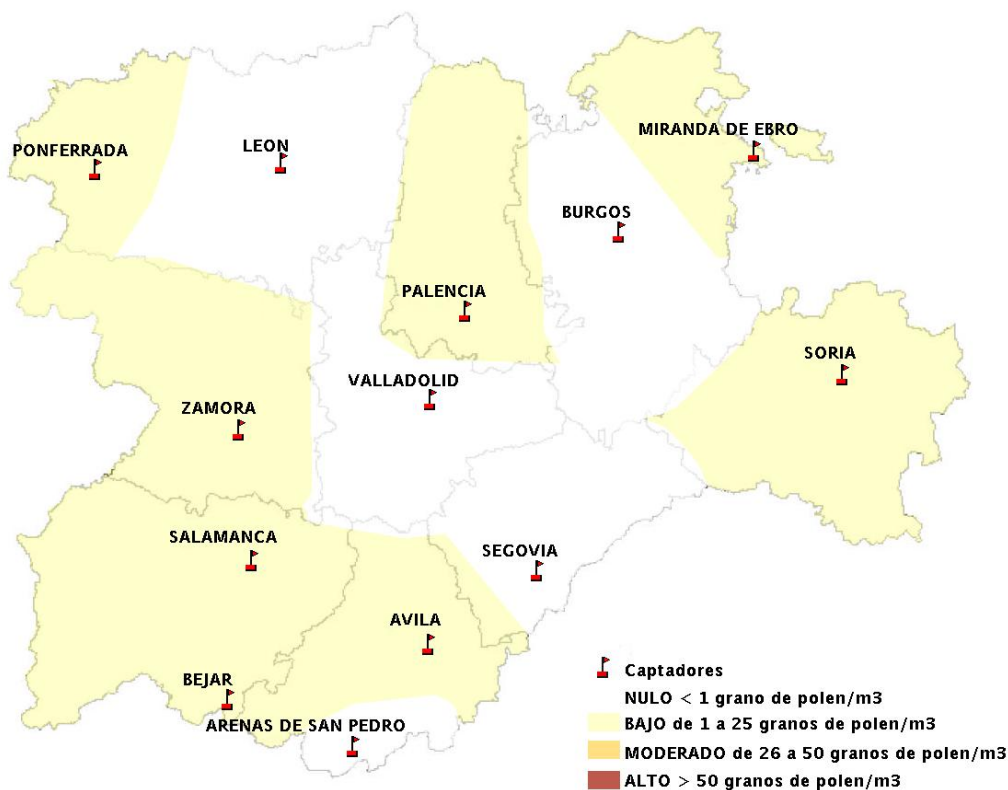 MIRANDA DE EBRO
LEON
PONFERRADA
BURGOS
PALENCIA
SORIA
VALLADOLID
ZAMORA
SALAMANCA
SEGOVIA
AVILA
BEJAR
ARENAS DE SAN PEDRO
Captadores
NULO < 1 grano de polen/m3
BAJO de 1 a 25 granos de polen/m3
MODERADO de 26 a 50 granos de polen/m3
ALTO > 50 granos de polen/m3